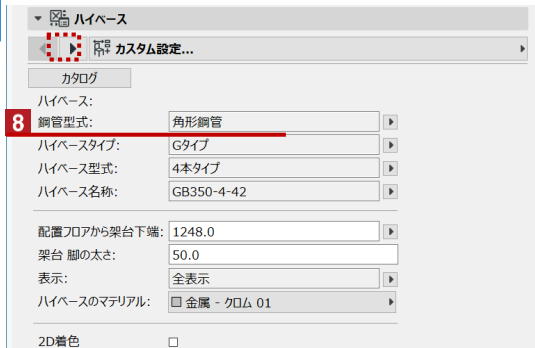 ハイベース
カスタム設定...
カタログ
ハイベース:
8
鋼管型式: 角形鋼管
ハイベースタイプ: Gタイプ
ハイベース型式: 4本タイプ
ハイベース名称: GB350-4-42
配置フロアから架台下端: 1248.0
架台 脚の太さ: 50.0
表示: 全表示
ハイベースのマテリアル: 金属 - クロム 01
2D着色